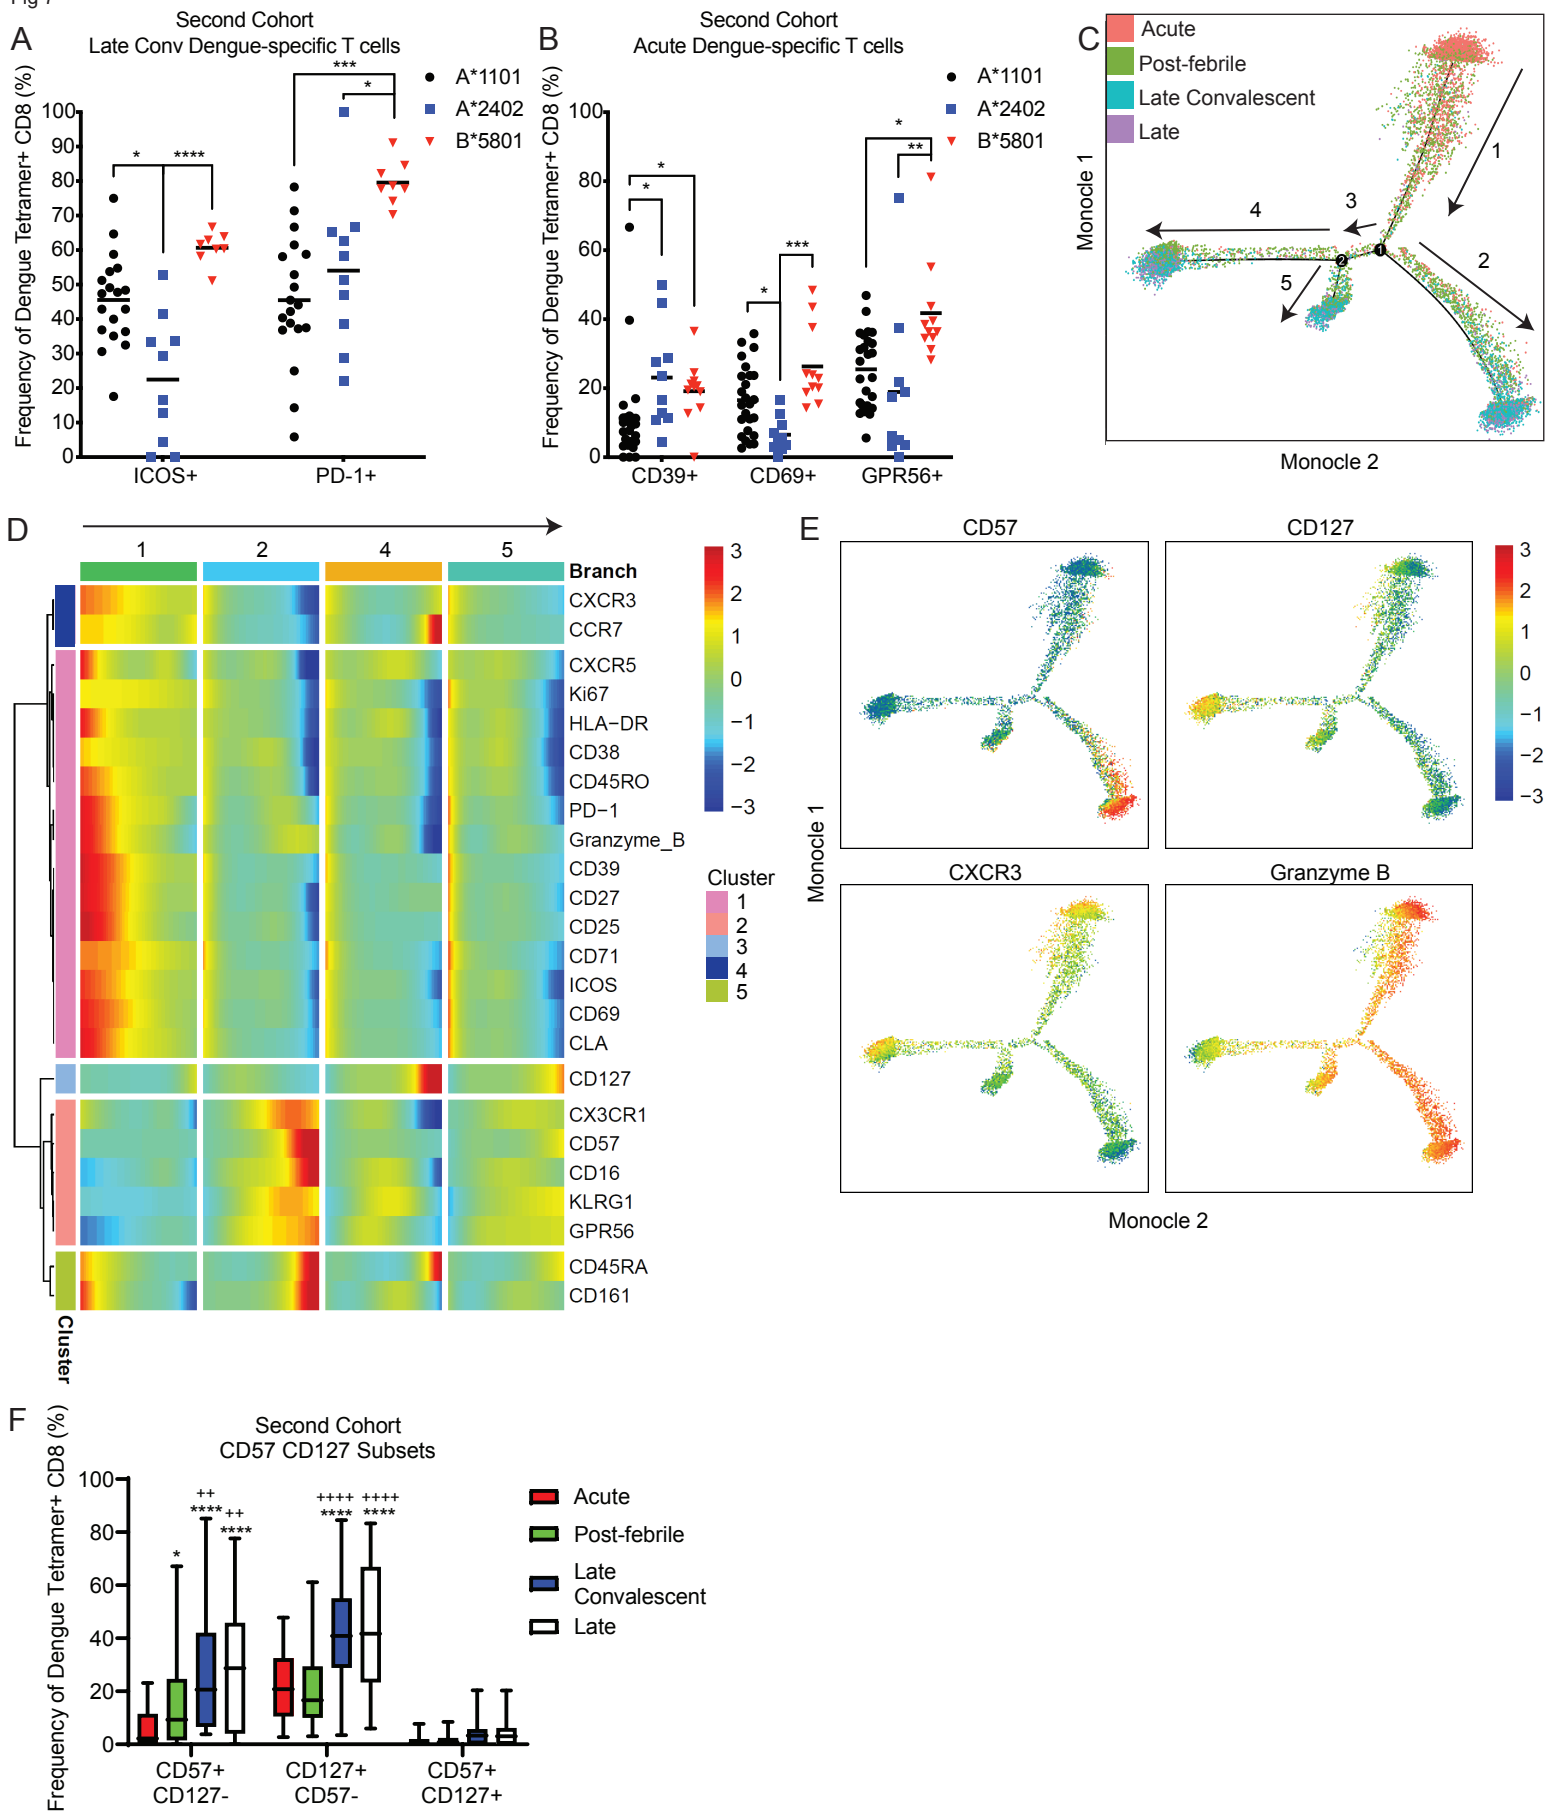 A
Second Cohort
Late Conv Dengue-specific T cells
Frequency of Dengue Tetramer+ CD8 (%)
100
90
80
70
60
50
40
30
20
10
0
*
****
***
*
A*1101
A*2402
B*5801
ICOS+
PD-1+
B
Second Cohort
Acute Dengue-specific T cells
Frequency of Dengue Tetramer+ CD8 (%)
100
80
60
40
20
0
*
*
*
***
*
**
A*1101
A*2402
B*5801
CD39+
CD69+
GPR56+
C
Acute
Post-febrile
Late Convalescent
Late
Monocle 1
1
2
3
4
5
1
2
Monocle 2
D
1 2 4 5
Branch
CXCR3
CCR7
CXCR5
Ki67
HLA−DR
CD38
CD45RO
PD−1
Granzyme_B
CD39
CD27
CD25
CD71
ICOS
CD69
CLA
CD127
CX3CR1
CD57
CD16
KLRG1
GPR56
CD45RA
CD161
Cluster
3
2
1
0
−1
−2
−3
Cluster
1
2
3
4
5
E
CD57
CD127
CXCR3
Granzyme B
Monocle 1
Monocle 2
3
2
1
0
−1
−2
−3
F
Second Cohort
CD57 CD127 Subsets
Frequency of Dengue Tetramer+ CD8 (%)
100
80
60
40
20
0
*
++
****
++
****
++++
****
++++
****
Acute
Post-febrile
Late
Convalescent
Late
CD57+
CD127-
CD127+
CD57-
CD57+
CD127+